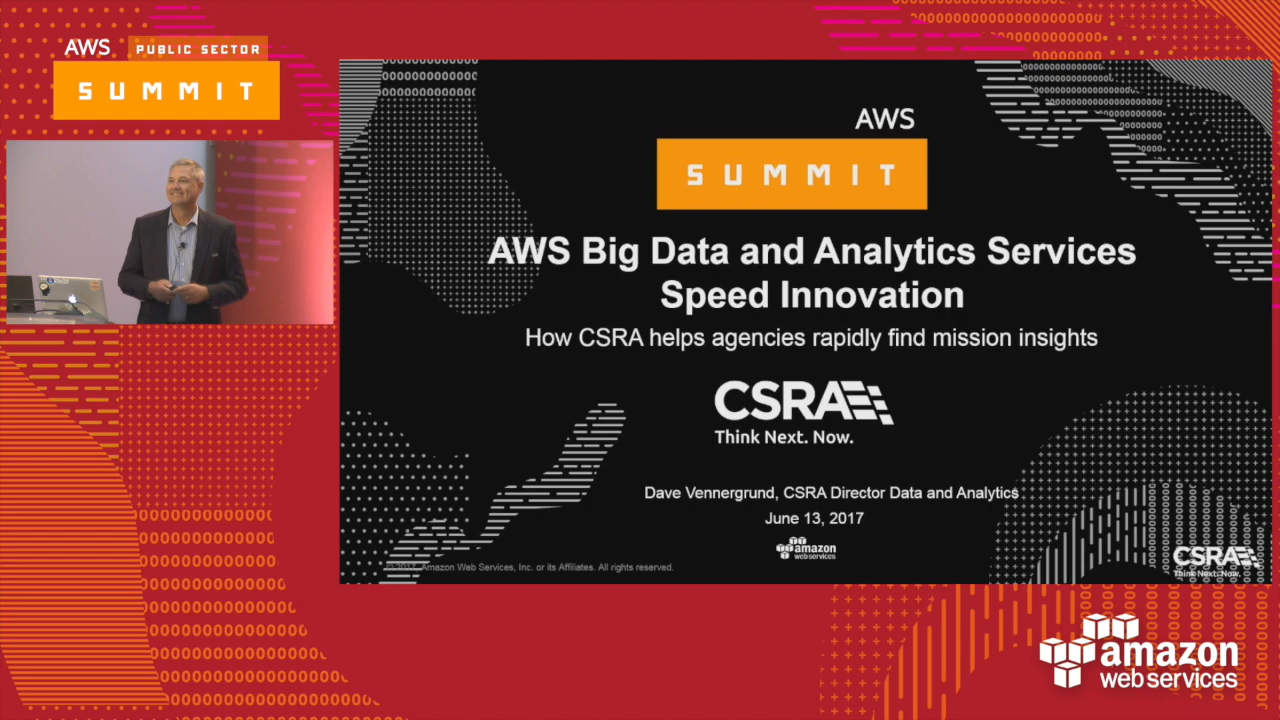 AWS PUBLIC SECTOR
SUMMIT
AWS
SUMMIT
AWS Big Data and Analytics Services
Speed Innovation
How CSRA helps agencies rapidly find mission insights
CSRA
Think Next. Now.
Dave Vennergrund, CSRA Director Data and Analytics
June 13, 2017
amazon
web services
© 2017, Amazon Web Services, Inc. or its Affiliates. All rights reserved.
CSRA
Think Next. Now.
amazon
web services